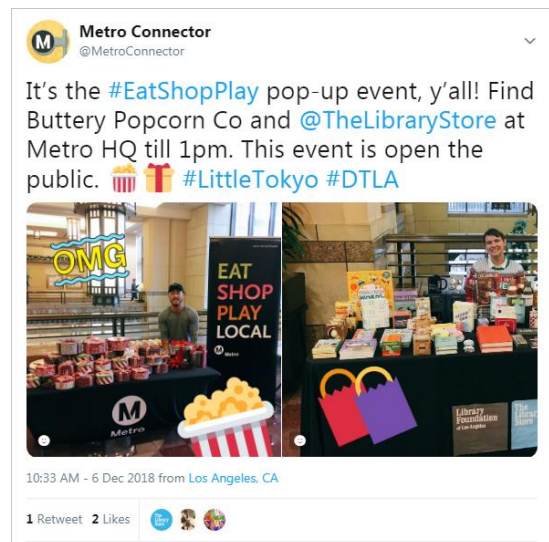 Metro Connector
@MetroConnector
It's the #EatShopPlay pop-up event, y'all! Find
Buttery Popcorn Co and @TheLibraryStore at
Metro HQ till 1pm. This event is open the
public. 🍿🎁 #LittleTokyo #DTLA
OMG
EAT
SHOP
PLAY
LOCAL
M Metro
M
Metro
Library
Foundation
of Los Angeles
The
Library
Store
10:33 AM - 6 Dec 2018 from Los Angeles, CA
1 Retweet 2 Likes